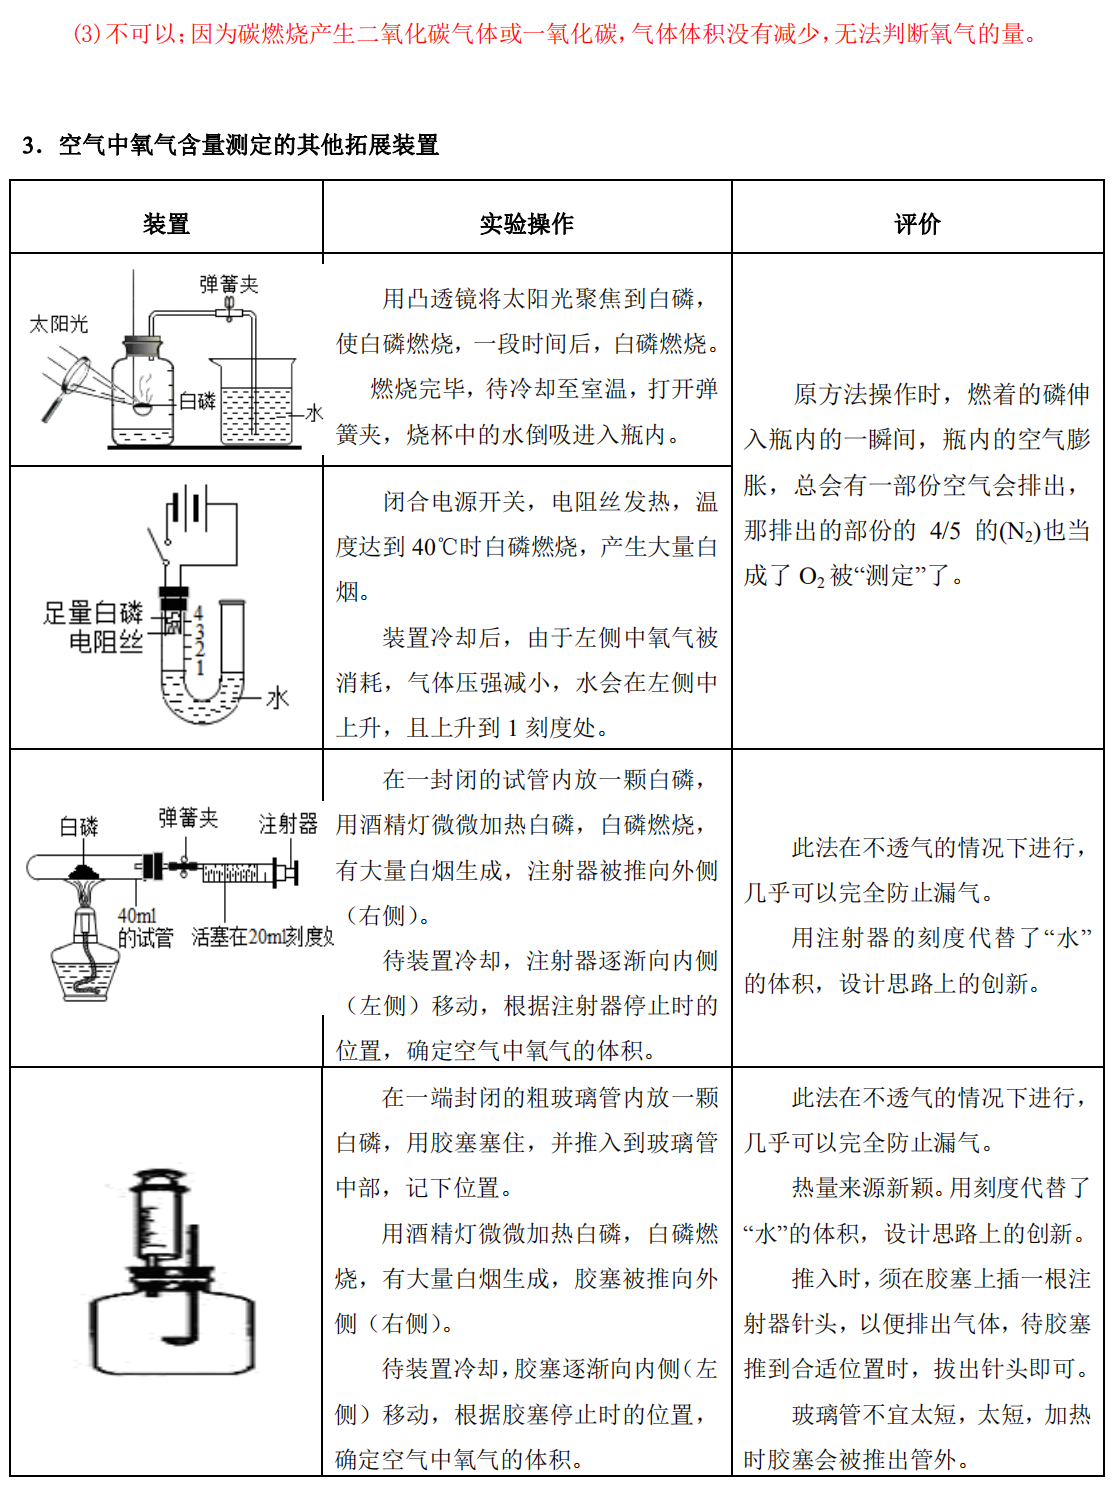 (3)不可以;因为碳燃烧产生二氧化碳气体或一氧化碳,气体体积没有减少,无法判断氧气的量。
3．空气中氧气含量测定的其他拓展装置
装置
实验操作
评价
弹簧夹
太阳光
白磷
水
用凸透镜将太阳光聚焦到白磷，
使白磷燃烧，一段时间后，白磷燃烧。
燃烧完毕，待冷却至室温，打开弹
簧夹，烧杯中的水倒吸进入瓶内。
原方法操作时，燃着的磷伸
入瓶内的一瞬间，瓶内的空气膨
胀，总会有一部份空气会排出，
那排出的部份的 4/5 的(N₂)也当
成了 O₂被“测定”了。
足量白磷
电阻丝
4
3
2
1
水
闭合电源开关，电阻丝发热，温
度达到 40℃时白磷燃烧，产生大量白
烟。
装置冷却后，由于左侧中氧气被
消耗，气体压强减小，水会在左侧中
上升，且上升到 1 刻度处。
白磷
弹簧夹
注射器
40ml
的试管
活塞在20ml刻度处
在一封闭的试管内放一颗白磷，
用酒精灯微微加热白磷，白磷燃烧，
有大量白烟生成，注射器被推向外侧
（右侧）。
待装置冷却，注射器逐渐向内侧
（左侧）移动，根据注射器停止时的
位置，确定空气中氧气的体积。
此法在不透气的情况下进行，
几乎可以完全防止漏气。
用注射器的刻度代替了“水”
的体积，设计思路上的创新。
在一端封闭的粗玻璃管内放一颗
白磷，用胶塞塞住，并推入到玻璃管
中部，记下位置。
用酒精灯微微加热白磷，白磷燃
烧，有大量白烟生成，胶塞被推向外
侧（右侧）。
待装置冷却，胶塞逐渐向内侧（左
侧）移动，根据胶塞停止时的位置，
确定空气中氧气的体积。
此法在不透气的情况下进行，
几乎可以完全防止漏气。
热量来源新颖。用刻度代替了
“水”的体积，设计思路上的创新。
推入时，须在胶塞上插一根注
射器针头，以便排出气体，待胶塞
推到合适位置时，拔出针头即可。
玻璃管不宜太短，太短，加热
时胶塞会被推出管外。